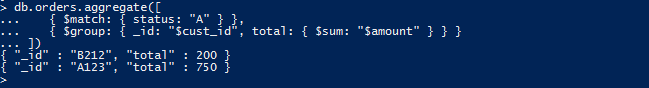 > db.orders.aggregate([
...     { $match: { status: "A" } },
...     { $group: { _id: "$cust_id", total: { $sum: "$amount" } } }
... ])
{ "_id" : "B212", "total" : 200 }
{ "_id" : "A123", "total" : 750 }
>